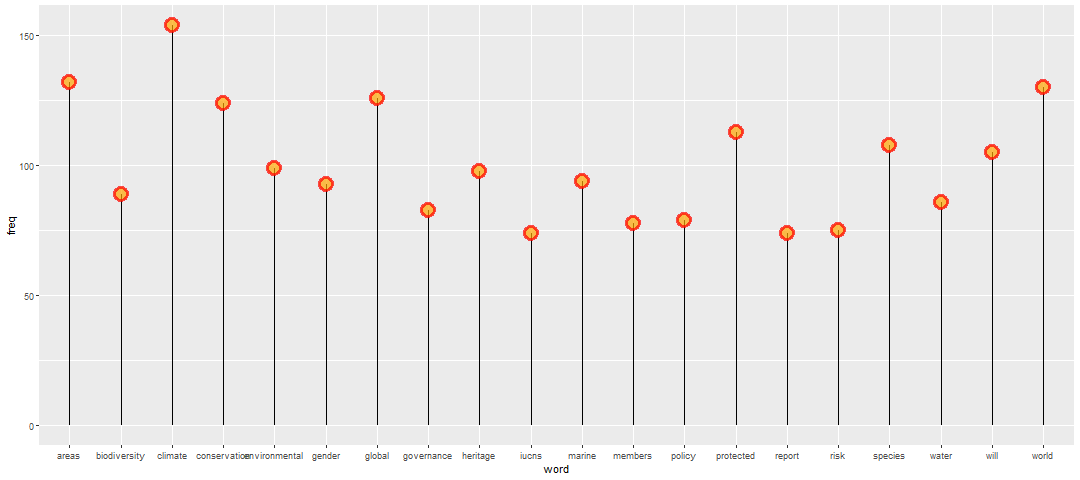 150
100
50
0
freq
areas biodiversity climate conservation environmental gender global governance heritage iucns marine members policy protected report risk species water will world
word